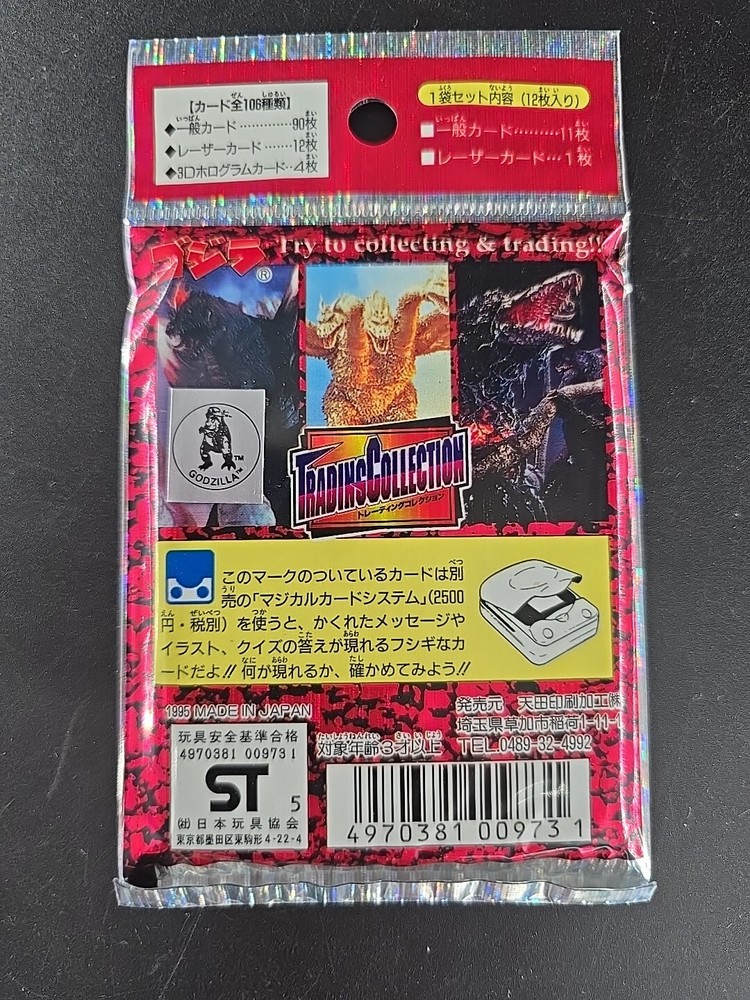 【カード全106種類】
◆一般カード…………90枚
◆レーザーカード……12枚
◆3Dホログラムカード‥4枚
1袋セット内容(12枚入り)
■一般カード………11枚
■レーザーカード…1枚
ゴジラ® Try to collecting & trading!!
GODZILLA™
TM
TRADING COLLECTION
トレーディングコレクション
このマークのついているカードは別
売の「マジカルカードシステム」(2500
円・税別)を使うと、かくれたメッセージや
イラスト、クイズの答えが現れるフシギなカ
ードだよ!!何が現れるか、確かめてみよう!!
1995 MADE IN JAPAN
発売元 天田印刷加工㈱
埼玉県草加市稲荷1-11-1
TEL.0489-32-4992
対象年齢3才以上
玩具安全基準合格
4970381 009731
ST 5
㈳日本玩具協会
東京都墨田区東駒形4-22-4
4970381 009731